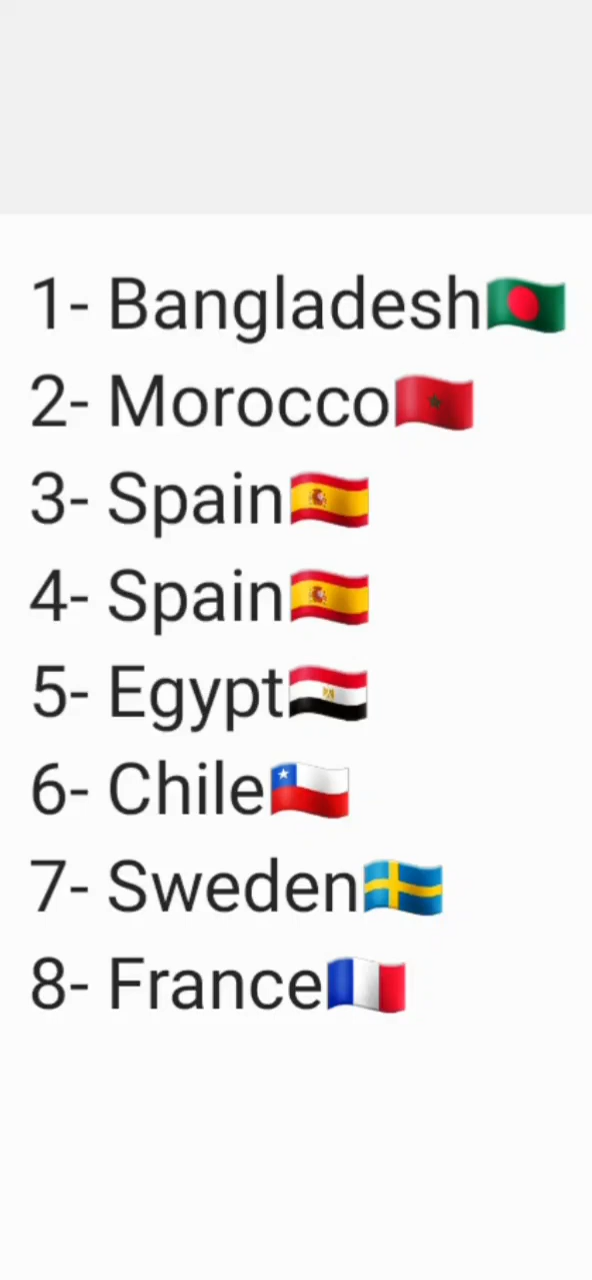 1- Bangladesh🇧🇩
2- Morocco🇲🇦
3- Spain🇪🇸
4- Spain🇪🇸
5- Egypt🇪🇬
6- Chile🇨🇱
7- Sweden🇸🇪
8- France🇫🇷